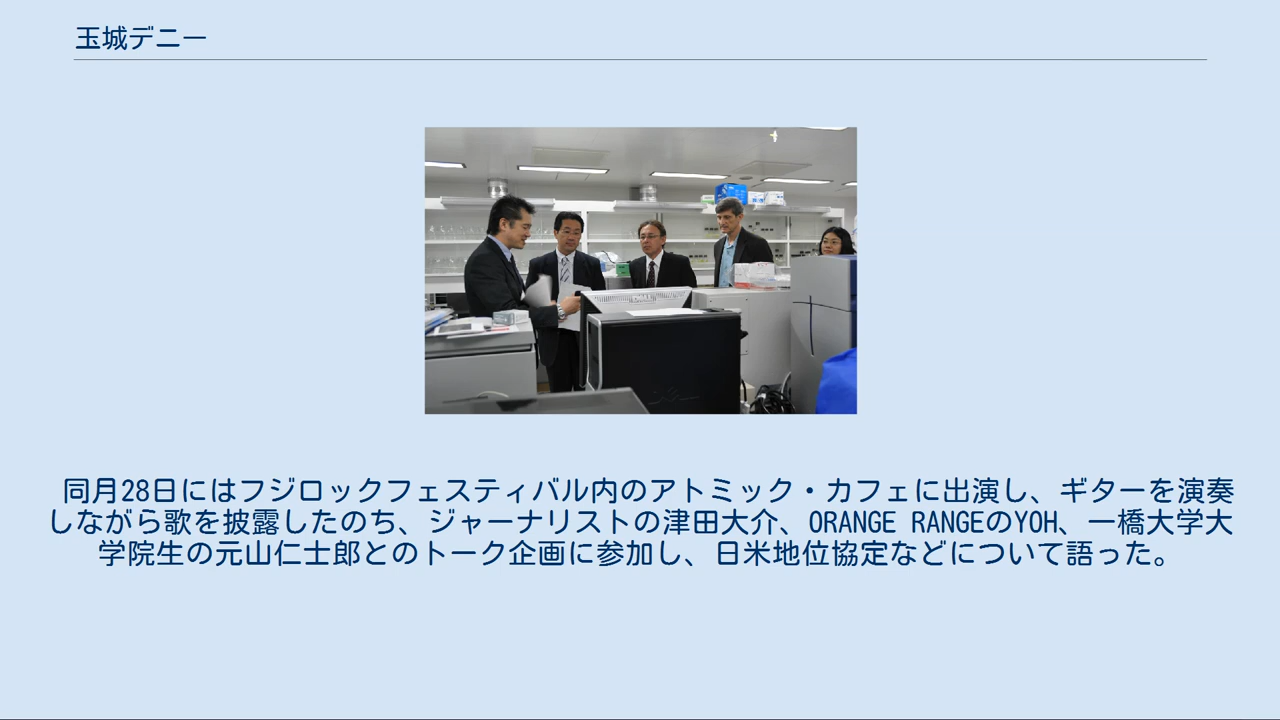 玉城デニー
同月28日にはフジロックフェスティバル内のアトミック・カフェに出演し、ギターを演奏
しながら歌を披露したのち、ジャーナリストの津田大介、ORANGE RANGEのYOH、一橋大学大
学院生の元山仁士郎とのトーク企画に参加し、日米地位協定などについて語った。